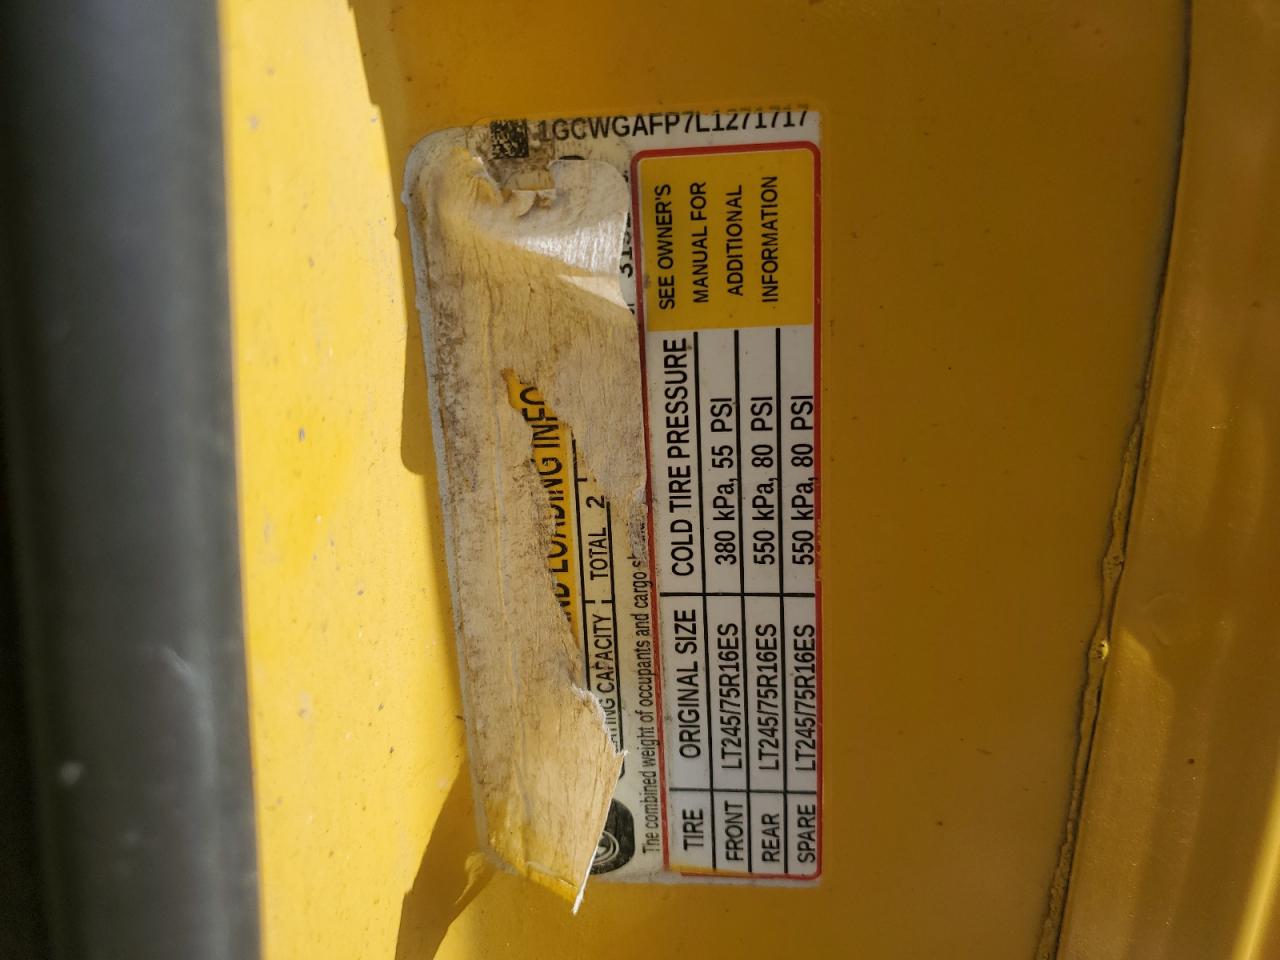 1GCWGAFP7L1271717
ND LOADING INFO
CAPACITY TOTAL 2
The combined weight of occupants and cargo
TIRE ORIGINAL SIZE COLD TIRE PRESSURE
FRONT LT245/75R16ES 380 kPa, 55 PSI
REAR LT245/75R16ES 550 kPa, 80 PSI
SPARE LT245/75R16ES 550 kPa, 80 PSI
SEE OWNER'S
MANUAL FOR
ADDITIONAL
INFORMATION